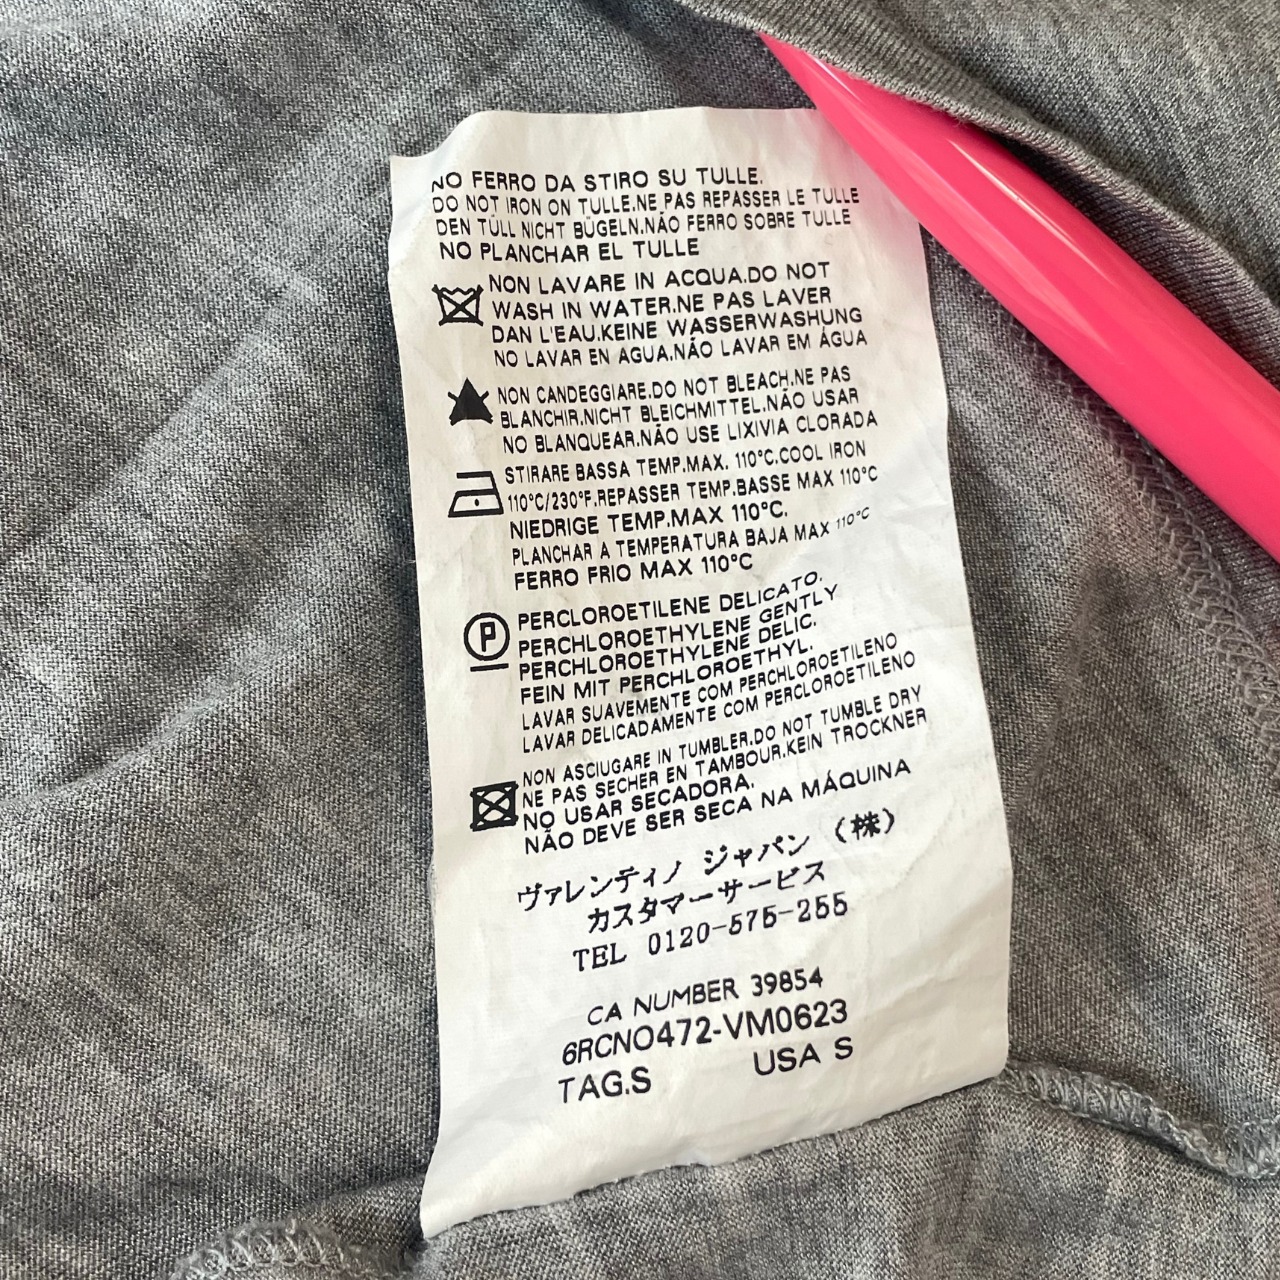 NO FERRO DA STIRO SU TULLE.
DO NOT IRON ON TULLE.NE PAS REPASSER LE TULLE
DEN TÜLL NICHT BÜGELN.NÃO FERRO SOBRE TULLE
NO PLANCHAR EL TULLE
NON LAVARE IN ACQUA.DO NOT
WASH IN WATER.NE PAS LAVER
DAN L'EAU.KEINE WASSERWASHUNG
NO LAVAR EN AGUA.NÃO LAVAR EM ÁGUA
NON CANDEGGIARE.DO NOT BLEACH.NE PAS
BLANCHIR.NICHT BLEICHMITTEL.NÃO USAR
NO BLANQUEAR.NÃO USE LIXIVIA CLORADA
STIRARE BASSA TEMP.MAX. 110°C.COOL IRON
110°C/230°F.REPASSER TEMP.BASSE MAX 110°C
NIEDRIGE TEMP.MAX 110°C.
PLANCHAR A TEMPERATURA BAJA MAX 110°C
FERRO FRIO MAX 110°C
P
PERCLOROETILENE DELICATO.
PERCHLOROETHYLENE GENTLY
PERCHLOROETHYLENE DELIC.
FEIN MIT PERCHLOROETHYL.
LAVAR SUAVEMENTE COM PERCHLOROETILENO
LAVAR DELICADAMENTE COM PERCLOROETILENO
NON ASCIUGARE IN TUMBLER.DO NOT TUMBLE DRY
NE PAS SECHER EN TAMBOUR.KEIN TROCKNER
NO USAR SECADORA.
NÃO DEVE SER SECA NA MÁQUINA
ヴァレンティノ ジャパン (株)
カスタマーサービス
TEL 0120-575-255
CA NUMBER 39854
6RCNO472-VM0623
TAG.S USA S